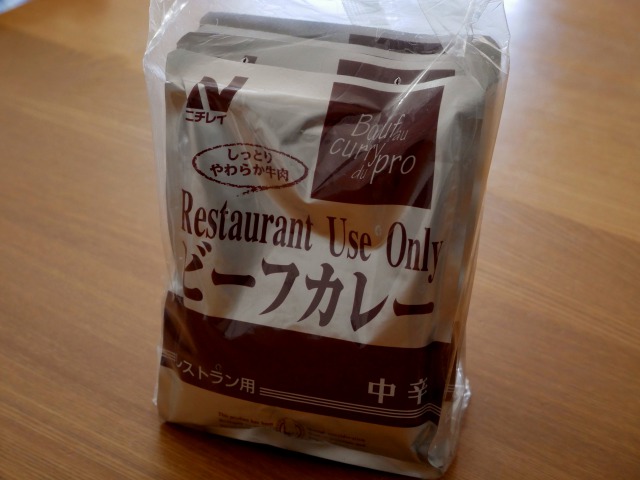 ニチレイ
Bœuf au
curry
du pro
しっとり
やわらか牛肉
Restaurant Use Only
ビーフカレー
レストラン用
中辛